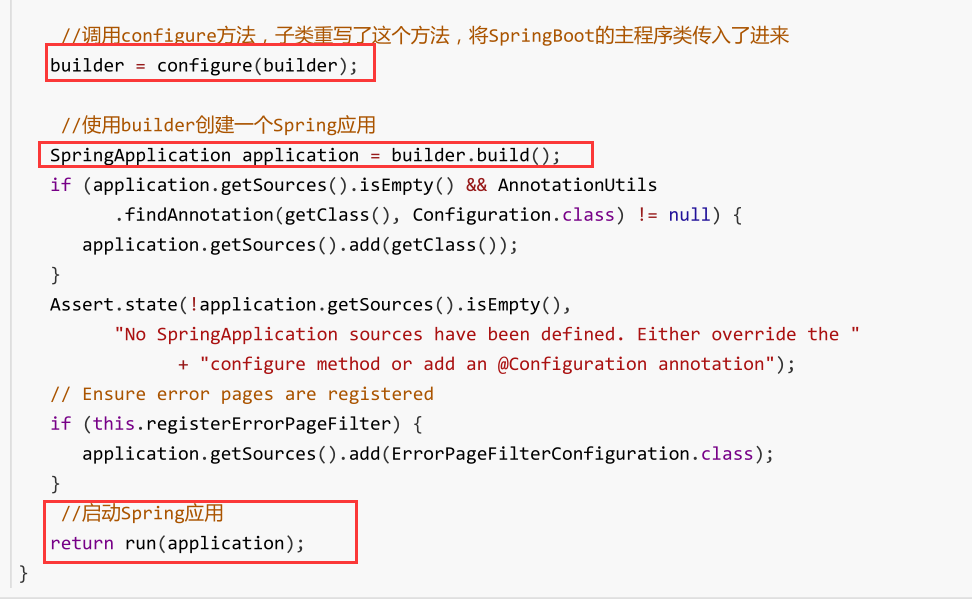 //调用configure方法，子类重写了这个方法，将SpringBoot的主程序类传入了进来
builder = configure(builder);
//使用builder创建一个Spring应用
SpringApplication application = builder.build();
if (application.getSources().isEmpty() && AnnotationUtils
.findAnnotation(getClass(), Configuration.class) != null) {
application.getSources().add(getClass());
}
Assert.state(!application.getSources().isEmpty(),
"No SpringApplication sources have been defined. Either override the "
+ "configure method or add an @Configuration annotation");
// Ensure error pages are registered
if (this.registerErrorPageFilter) {
application.getSources().add(ErrorPageFilterConfiguration.class);
}
//启动Spring应用
return run(application);
}